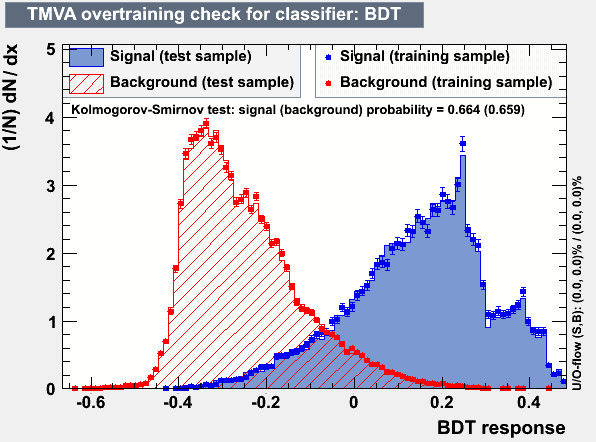 TMVA overtraining check for classifier: BDT
(1/N) dN / dx
5
4
3
2
1
0
Signal (test sample)
Background (test sample)
Signal (training sample)
Background (training sample)
Kolmogorov-Smirnov test: signal (background) probability = 0.664 (0.659)
U/O-flow (S,B): (0.0, 0.0)% / (0.0, 0.0)%
-0.6 -0.4 -0.2 0 0.2 0.4
BDT response